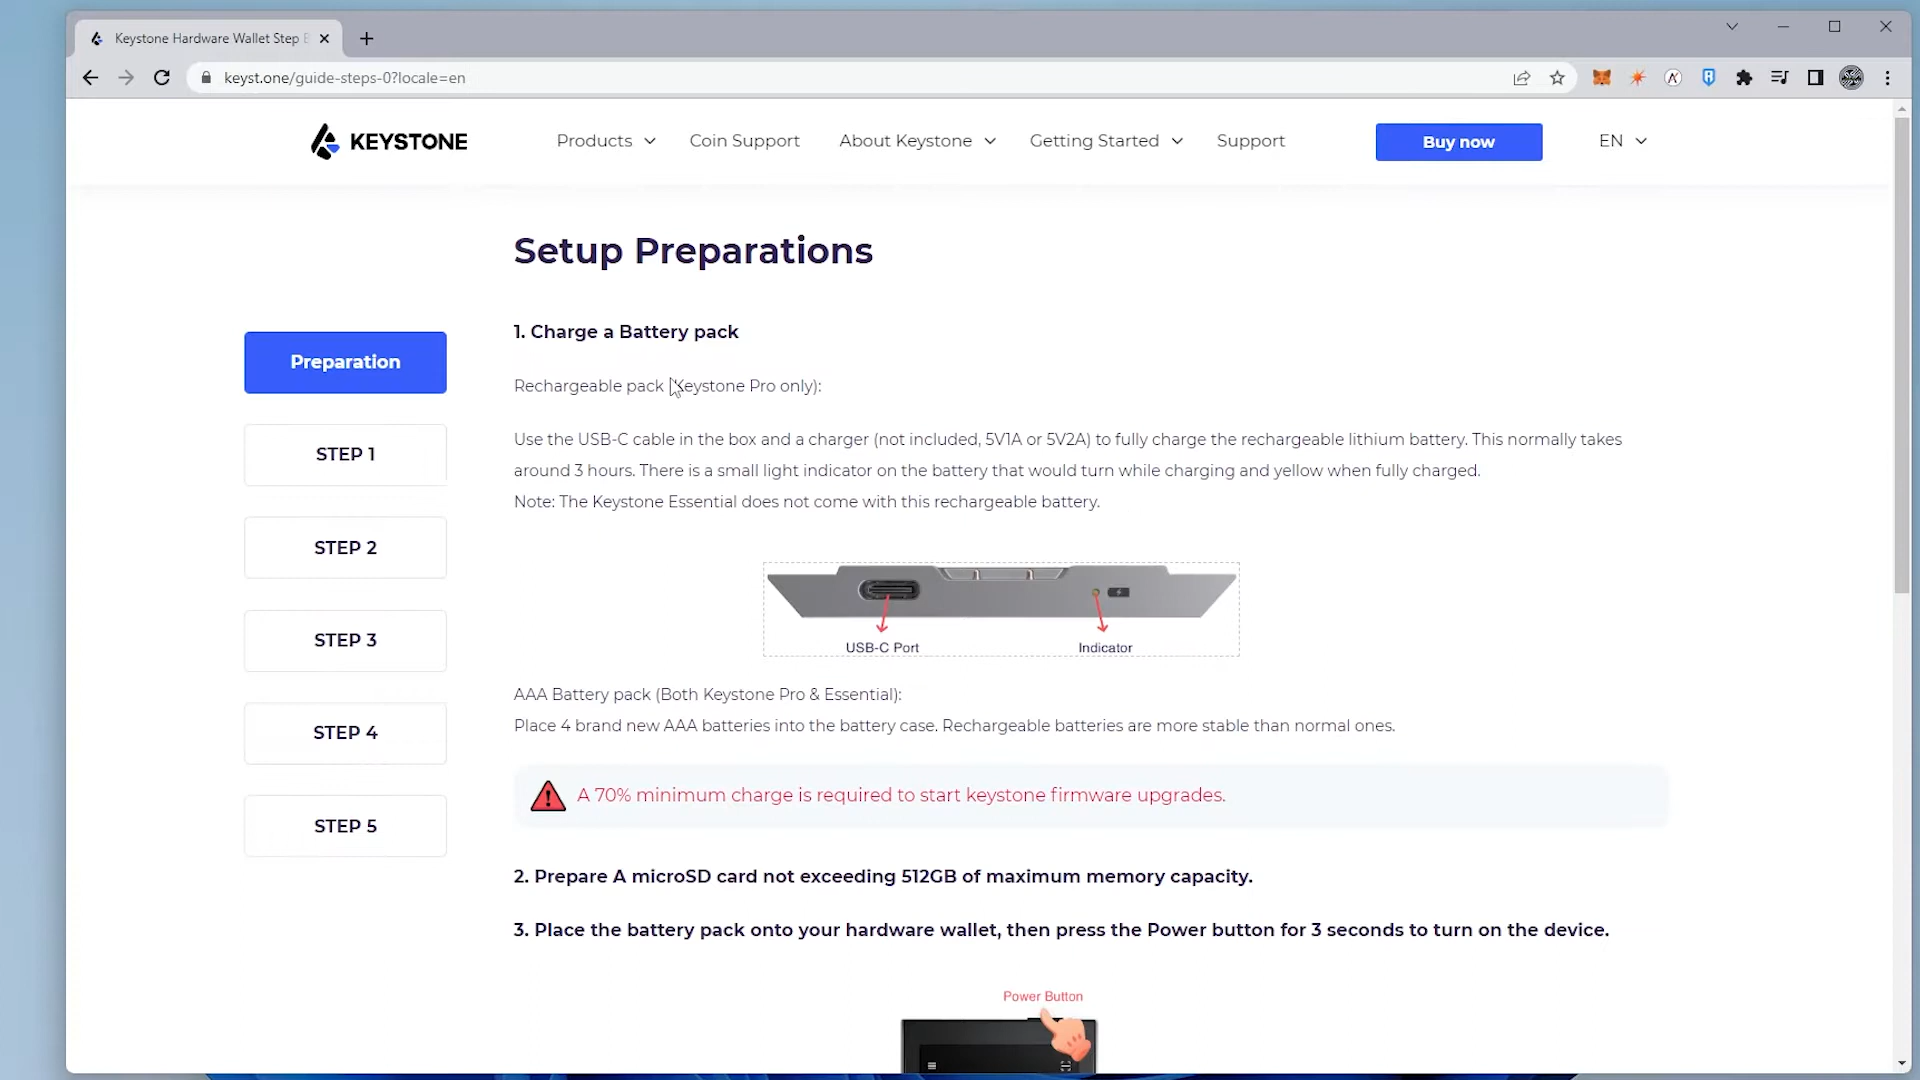 Keystone Hardware Wallet Step
keyst.one/guide-steps-0?locale=en
KEYSTONE
Products
Coin Support
About Keystone
Getting Started
Support
Buy now
EN
Setup Preparations
Preparation
STEP 1
STEP 2
STEP 3
STEP 4
STEP 5
1. Charge a Battery pack
Rechargeable pack (Keystone Pro only):
Use the USB-C cable in the box and a charger (not included, 5V1A or 5V2A) to fully charge the rechargeable lithium battery. This normally takes
around 3 hours. There is a small light indicator on the battery that would turn while charging and yellow when fully charged.
Note: The Keystone Essential does not come with this rechargeable battery.
USB-C Port
Indicator
AAA Battery pack (Both Keystone Pro & Essential):
Place 4 brand new AAA batteries into the battery case. Rechargeable batteries are more stable than normal ones.
A 70% minimum charge is required to start keystone firmware upgrades.
2. Prepare A microSD card not exceeding 512GB of maximum memory capacity.
3. Place the battery pack onto your hardware wallet, then press the Power button for 3 seconds to turn on the device.
Power Button